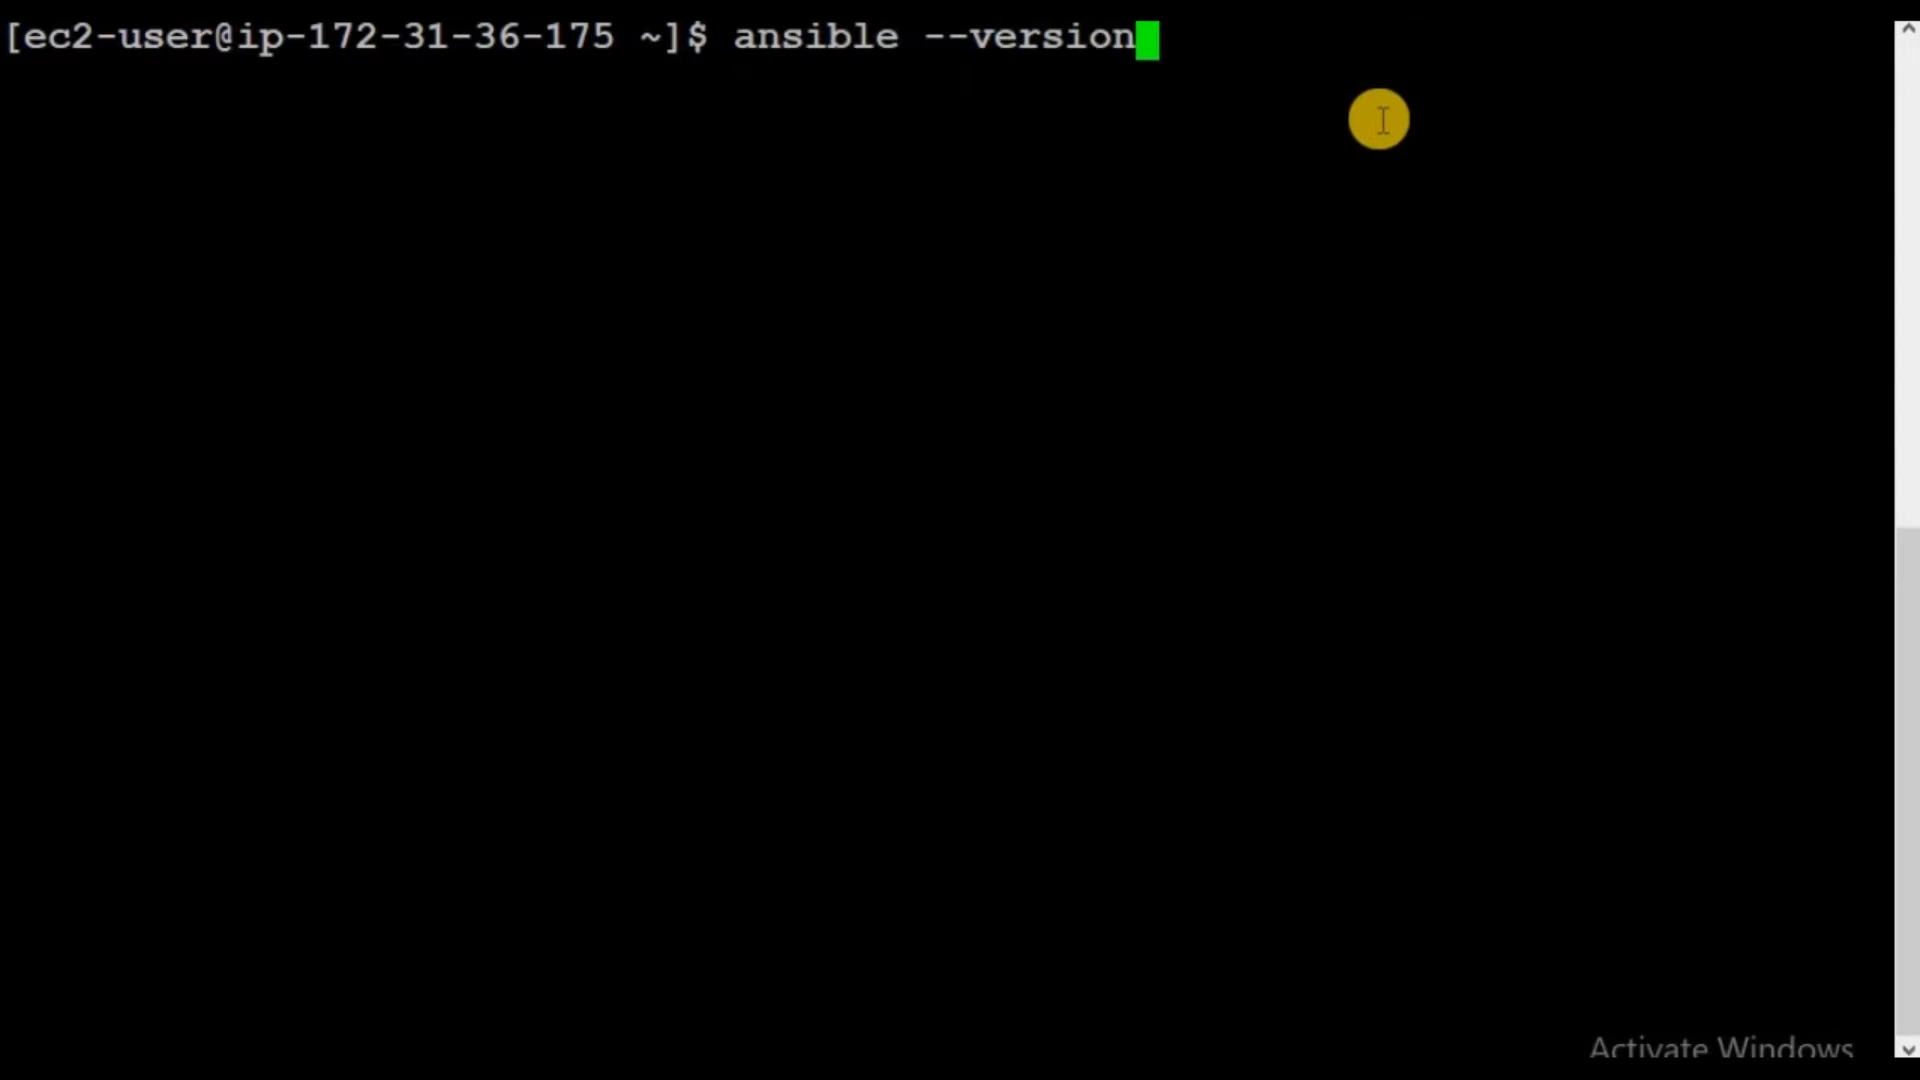 [ec2-user@ip-172-31-36-175 ~]$ ansible --version
Activate Windows